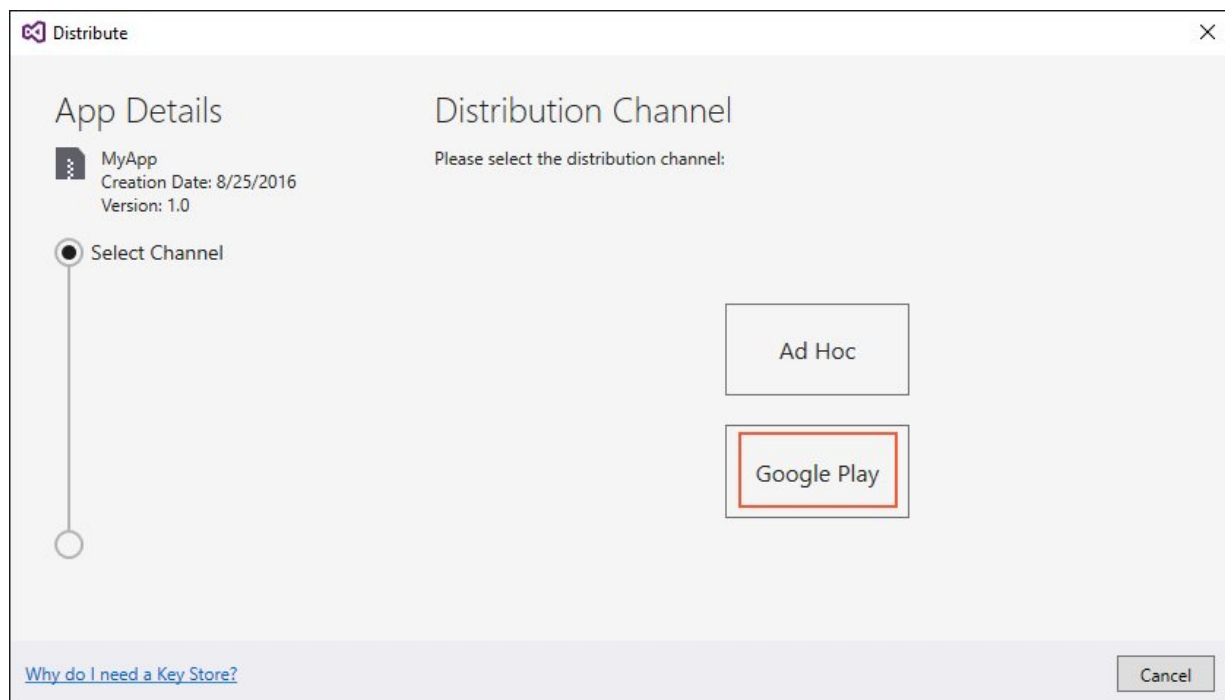 Distribute
App Details
MyApp
Creation Date: 8/25/2016
Version: 1.0
Select Channel
Distribution Channel
Please select the distribution channel:
Ad Hoc
Google Play
Why do I need a Key Store?
Cancel